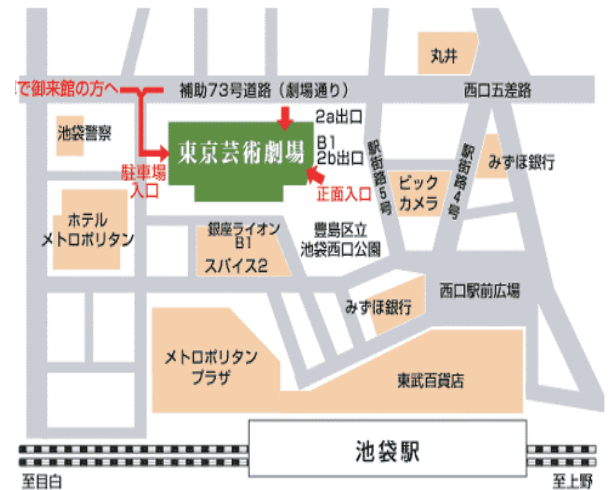 丸井
で御来館の方へ
補助73号道路（劇場通り）
西口五差路
2a出口
池袋警察
東京芸術劇場
B1
2b出口
駐車場
入口
正面入口
駅街路5号
駅街路4号
みずほ銀行
ビック
カメラ
ホテル
メトロポリタン
銀座ライオン
B1
スパイス2
豊島区立
池袋西口公園
西口駅前広場
みずほ銀行
メトロポリタン
プラザ
東武百貨店
池袋駅
至目白
至上野